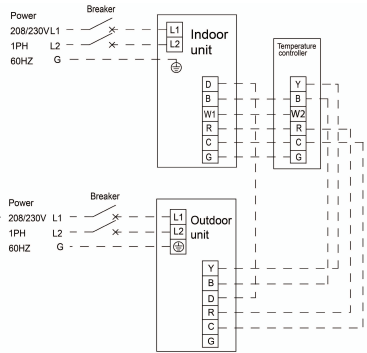 Power
Breaker
208/230V L1
L1
1PH
L2
L2
60HZ
G
Indoor
unit
Temperature
controller
D
B
W1
R
C
G
Y
B
W2
R
C
G
Power
Breaker
208/230V
L1
L1
1PH
L2
L2
60HZ
G
Outdoor
unit
Y
B
D
R
C
G